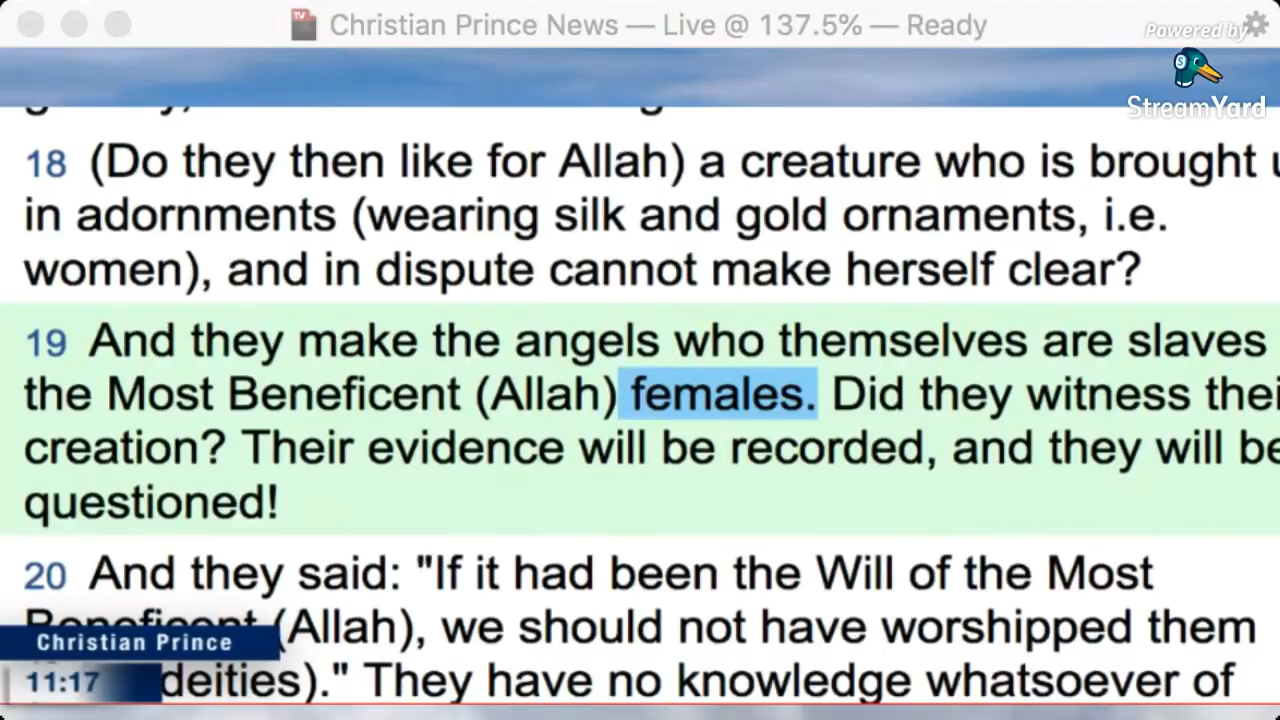 Christian Prince News — Live @ 137.5% — Ready
Powered by
StreamYard
18 (Do they then like for Allah) a creature who is brought
in adornments (wearing silk and gold ornaments, i.e.
women), and in dispute cannot make herself clear?
19 And they make the angels who themselves are slaves
the Most Beneficent (Allah) females. Did they witness thei
creation? Their evidence will be recorded, and they will be
questioned!
20 And they said: "If it had been the Will of the Most
Beneficent (Allah), we should not have worshipped them
deities)." They have no knowledge whatsoever of
Christian Prince
11:17